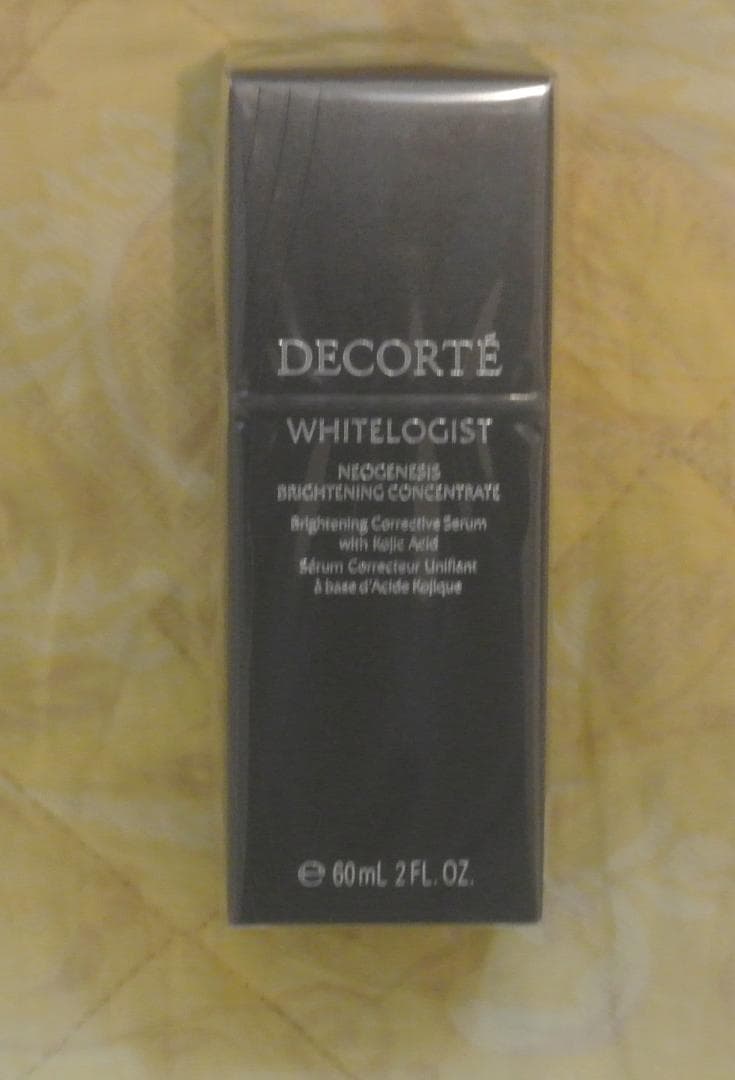 DECORTÉ
WHITELOGIST
NEOGENESIS
BRIGHTENING CONCENTRATE
Brightening Corrective Serum
with Kojic Acid
Sérum Correcteur Unifiant
à base d'Acide Kojique
℮ 60mL 2FL. OZ.